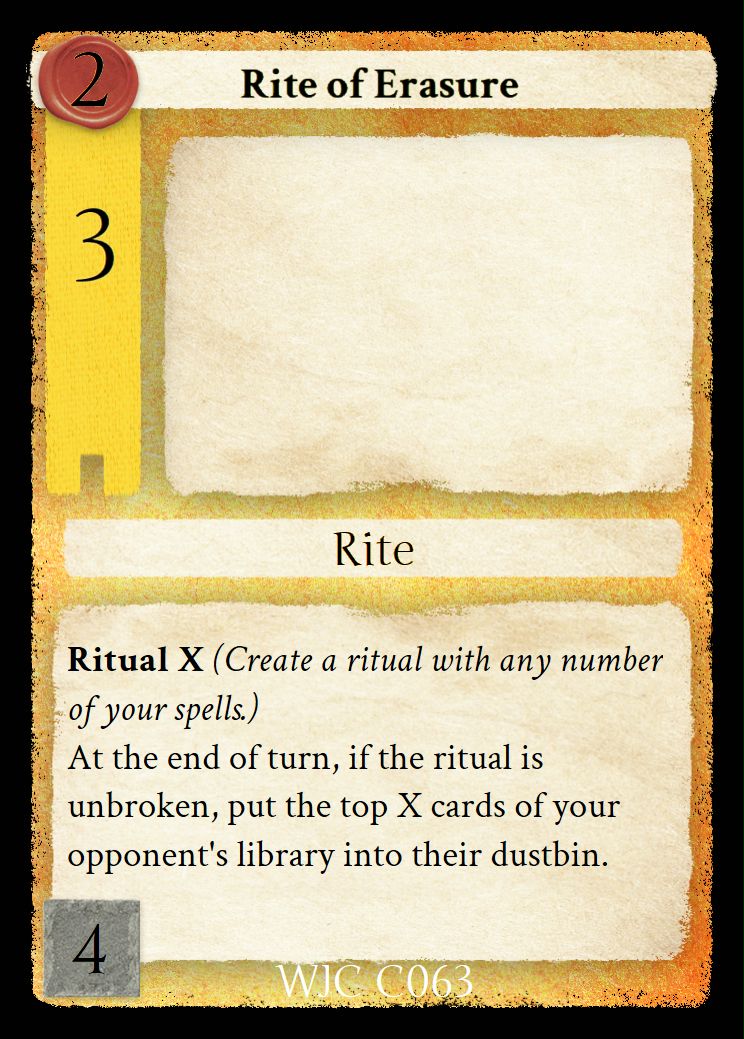 2
Rite of Erasure
3
Rite
Ritual X (Create a ritual with any number
of your spells.)
At the end of turn, if the ritual is
unbroken, put the top X cards of your
opponent's library into their dustbin.
4
WJC C063